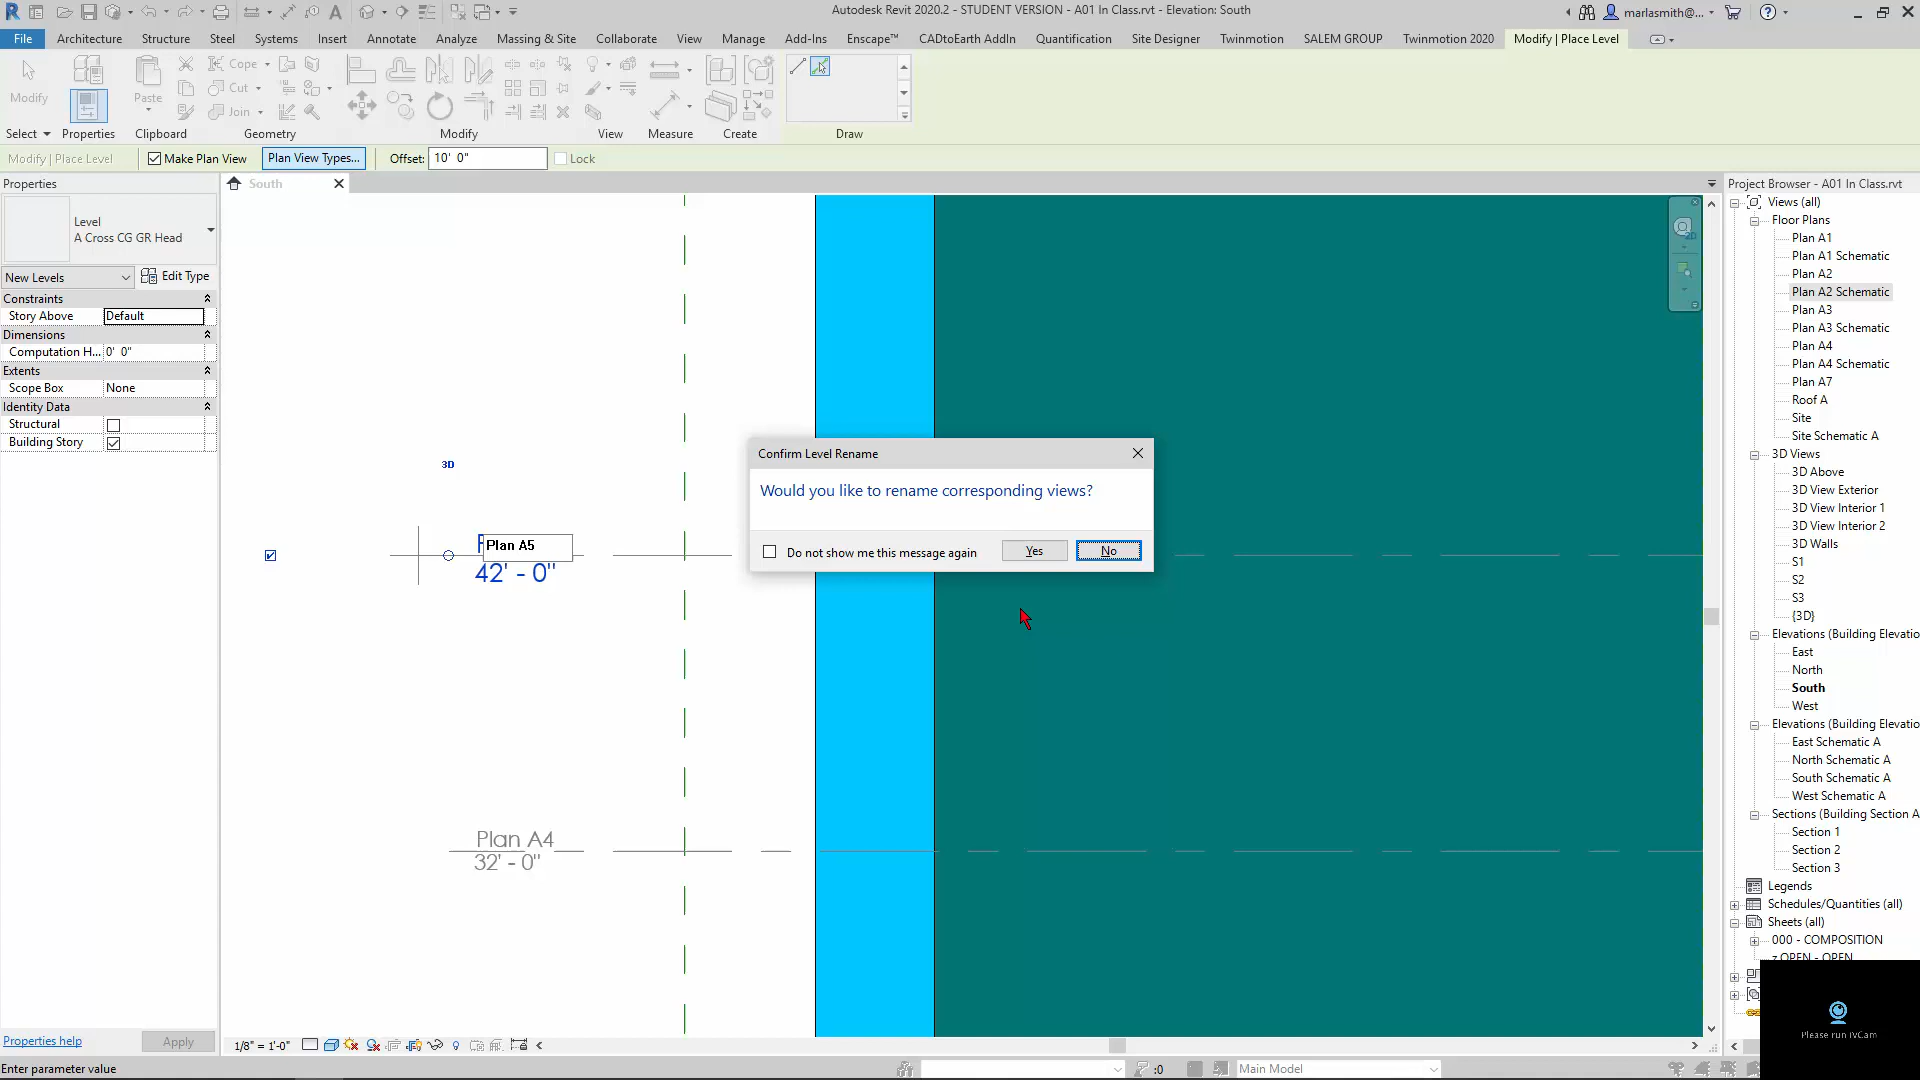 Autodesk Revit 2020.2 - STUDENT VERSION - A01 In Class.rvt - Elevation: South
marlasmith@...
File Architecture Structure Steel Systems Insert Annotate Analyze Massing & Site Collaborate View Manage Add-Ins Enscape™ CADtoEarth AddIn Quantification Site Designer Twinmotion SALEM GROUP Twinmotion 2020 Modify | Place Level
Modify
Paste
Cope
Cut
Join
Select Properties Clipboard Geometry Modify View Measure Create Draw
Modify | Place Level Make Plan View Plan View Types... Offset: 10' 0" Lock
Properties
Level
A Cross CG GR Head
New Levels Edit Type
Constraints
Story Above Default
Dimensions
Computation H... 0' 0"
Extents
Scope Box None
Identity Data
Structural
Building Story
Properties help Apply
South
3D
Plan A5
42' - 0"
Plan A4
32' - 0"
Confirm Level Rename
Would you like to rename corresponding views?
Do not show me this message again Yes No
Project Browser - A01 In Class.rvt
Views (all)
Floor Plans
Plan A1
Plan A1 Schematic
Plan A2
Plan A2 Schematic
Plan A3
Plan A3 Schematic
Plan A4
Plan A4 Schematic
Plan A7
Roof A
Site
Site Schematic A
3D Views
3D Above
3D View Exterior
3D View Interior 1
3D View Interior 2
3D Walls
S1
S2
S3
{3D}
Elevations (Building Elevatio
East
North
South
West
Elevations (Building Elevatio
East Schematic A
North Schematic A
South Schematic A
West Schematic A
Sections (Building Section A
Section 1
Section 2
Section 3
Legends
Schedules/Quantities (all)
Sheets (all)
000 - COMPOSITION
z OPEN - OPEN
Please run iVCam
1/8" = 1'-0"
Enter parameter value
:0
Main Model